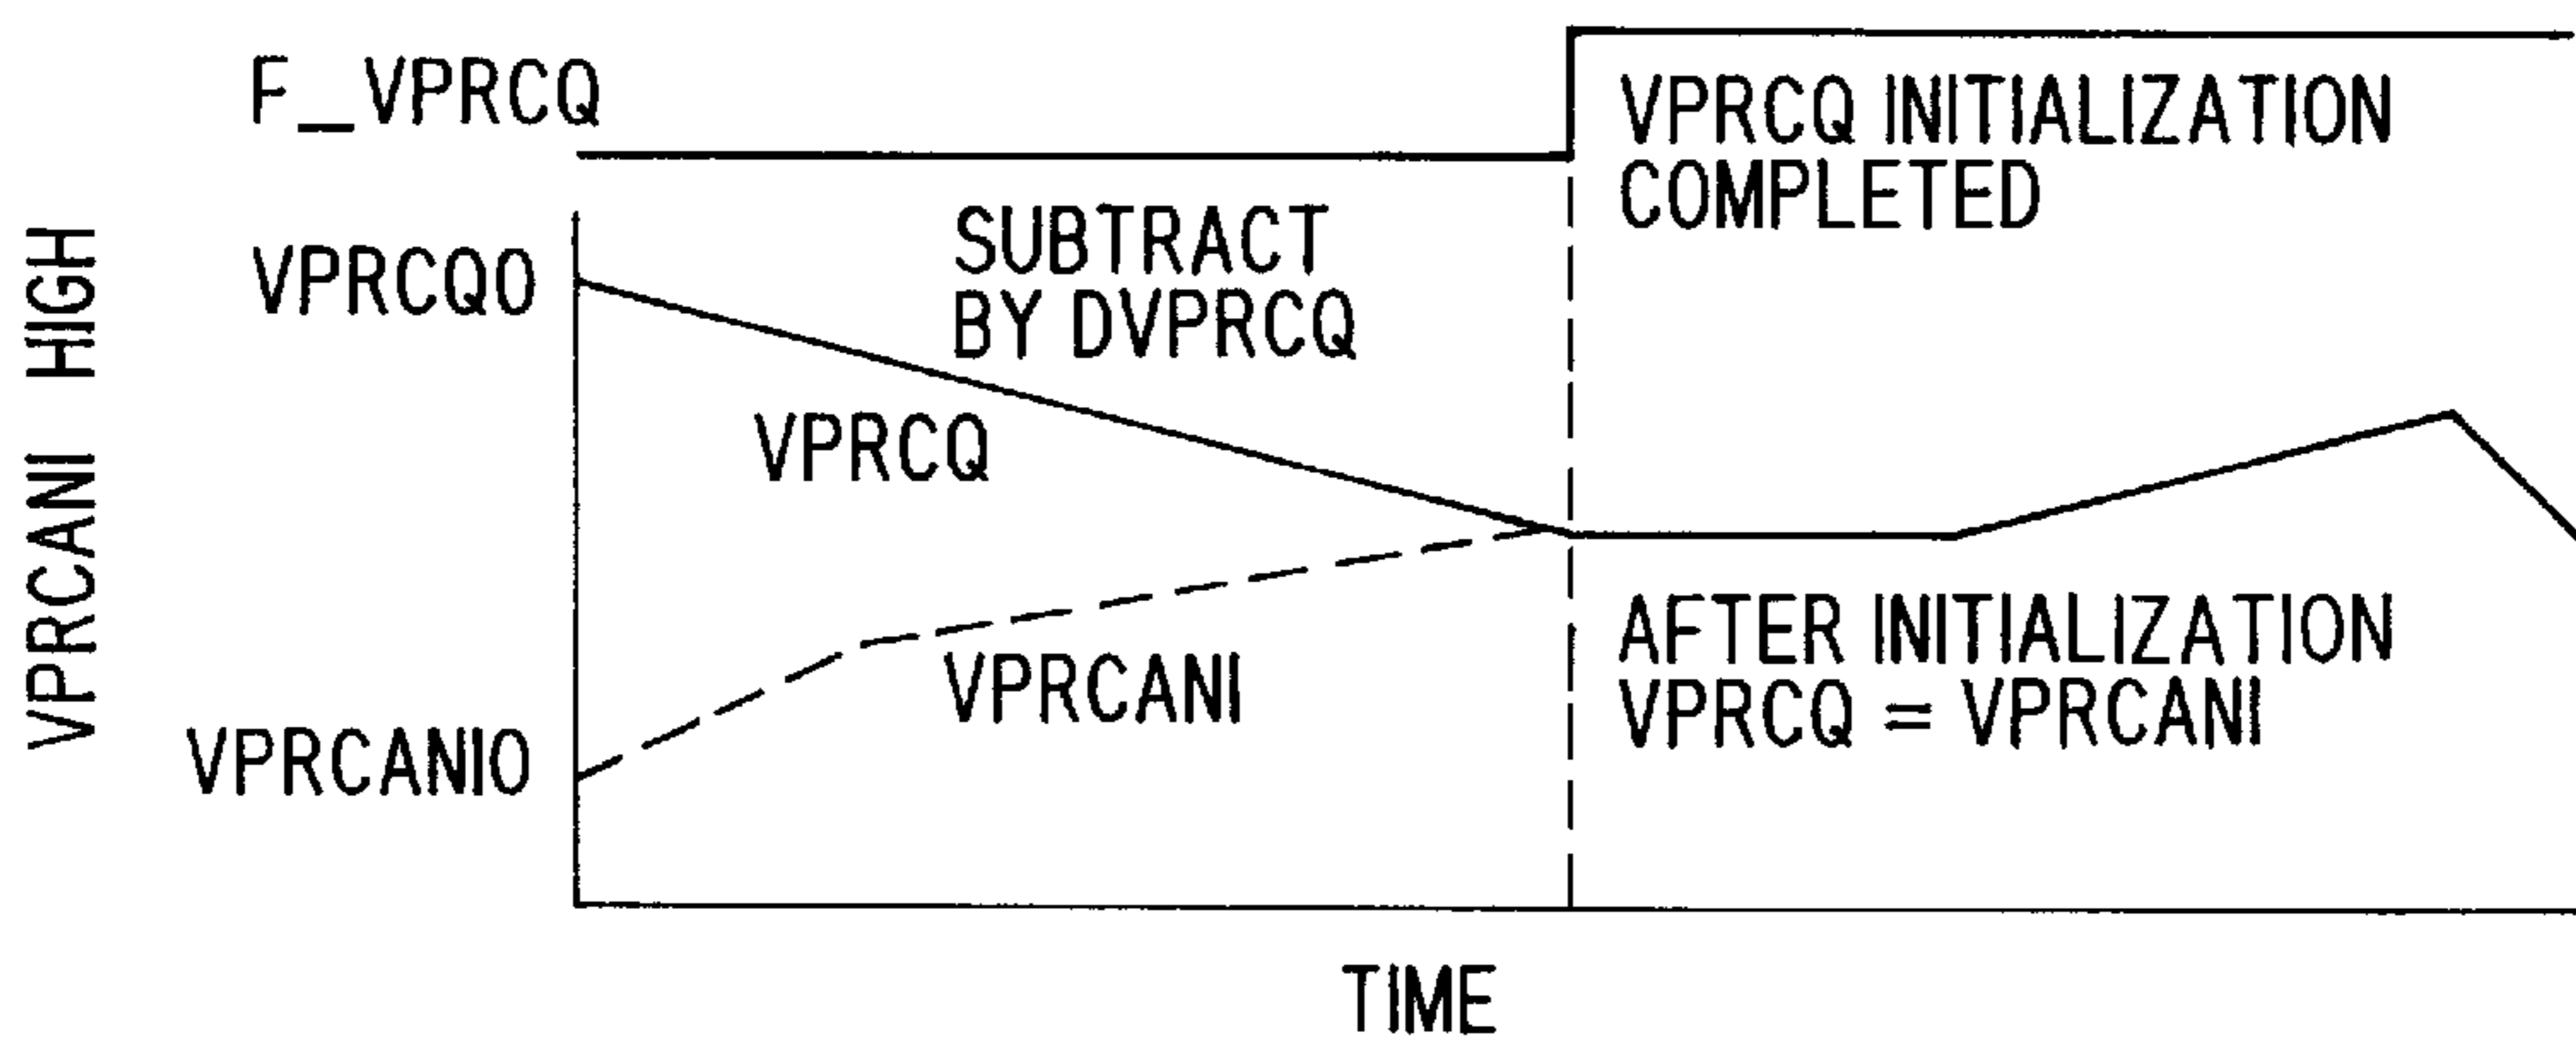 F_VPRCQ
VPRCQ INITIALIZATION
COMPLETED
VPRCANI HIGH
VPRCQ0
SUBTRACT
BY DVPRCQ
VPRCQ
VPRCANI
VPRCANI0
AFTER INITIALIZATION
VPRCQ = VPRCANI
TIME